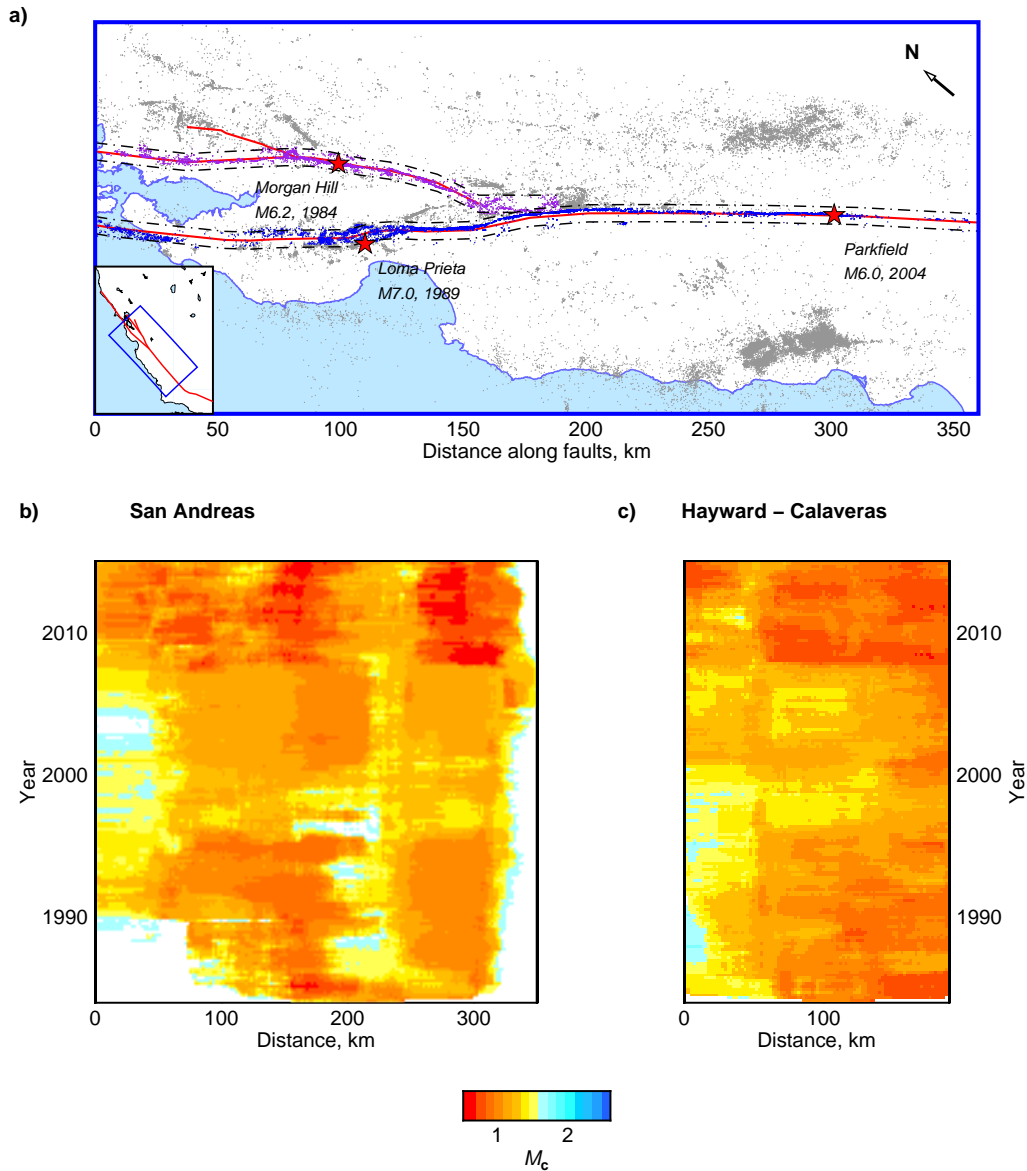 a)
N
Morgan Hill
M6.2, 1984
Loma Prieta
M7.0, 1989
Parkfield
M6.0, 2004
0 50 100 150 200 250 300 350
Distance along faults, km
b) San Andreas
c) Hayward – Calaveras
2010
2000
1990
Year
0 100 200 300
Distance, km
2010
2000
1990
Year
0 100
Distance, km
1 2
Mc